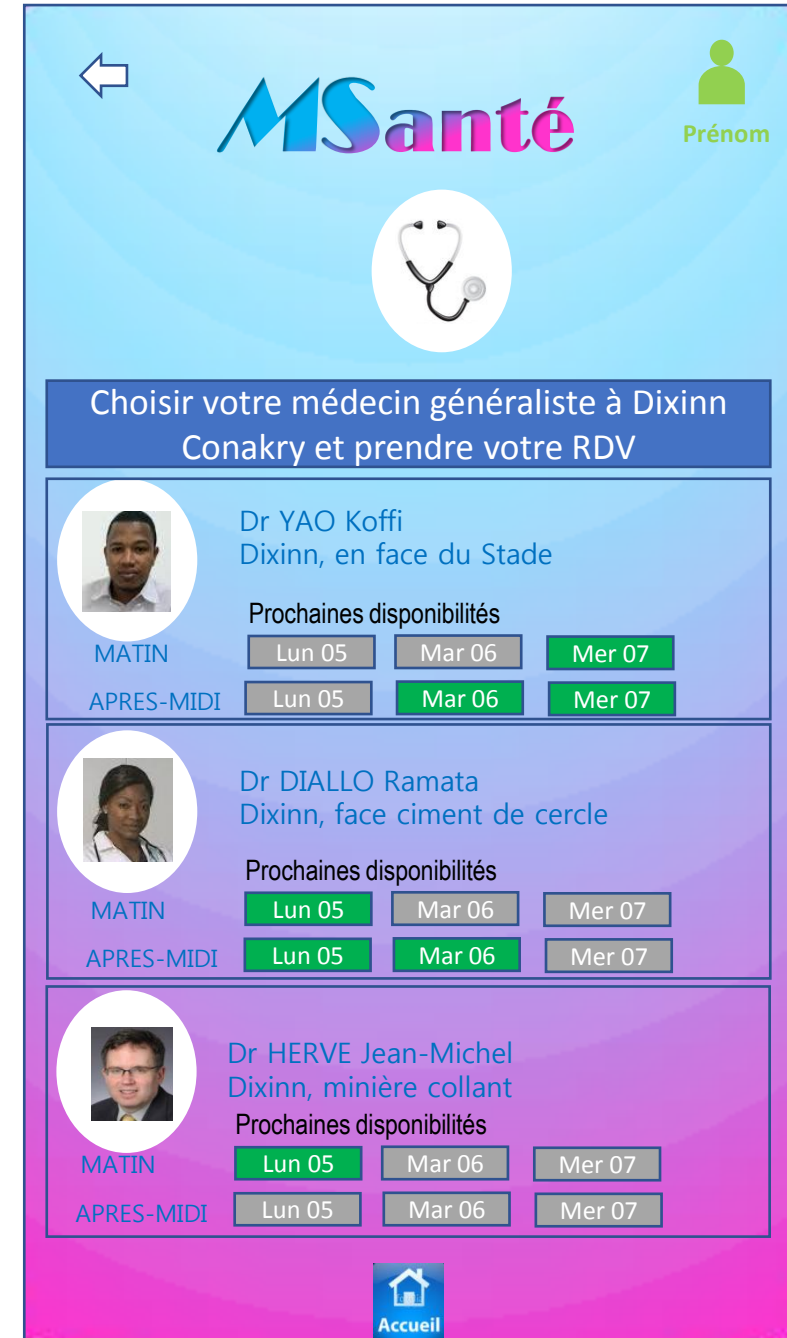 MSanté
Prénom
Choisir votre médecin généraliste à Dixinn
Conakry et prendre votre RDV
Dr YAO Koffi
Dixinn, en face du Stade
Prochaines disponibilités
MATIN Lun 05 Mar 06 Mer 07
APRES-MIDI Lun 05 Mar 06 Mer 07
Dr DIALLO Ramata
Dixinn, face ciment de cercle
Prochaines disponibilités
MATIN Lun 05 Mar 06 Mer 07
APRES-MIDI Lun 05 Mar 06 Mer 07
Dr HERVE Jean-Michel
Dixinn, minière collant
Prochaines disponibilités
MATIN Lun 05 Mar 06 Mer 07
APRES-MIDI Lun 05 Mar 06 Mer 07
Accueil